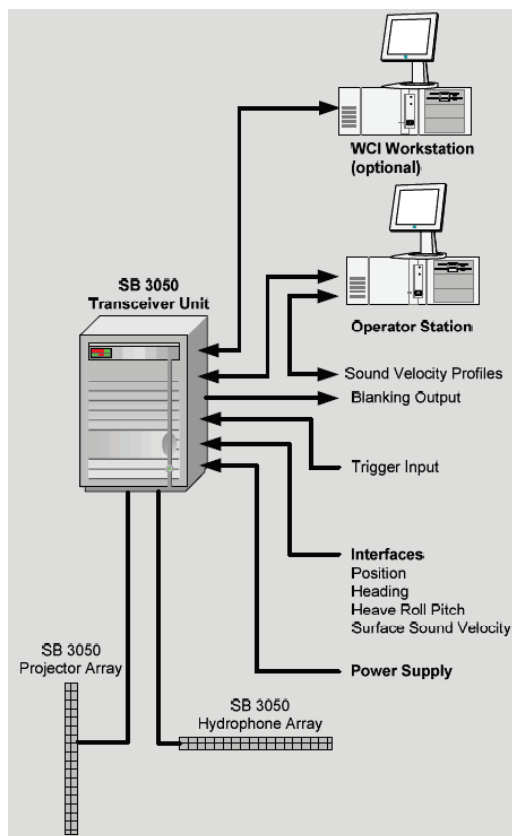 WCI Workstation
(optional)
SB 3050
Transceiver Unit
Operator Station
Sound Velocity Profiles
Blanking Output
Trigger Input
Interfaces
Position
Heading
Heave Roll Pitch
Surface Sound Velocity
Power Supply
SB 3050
Projector Array
SB 3050
Hydrophone Array